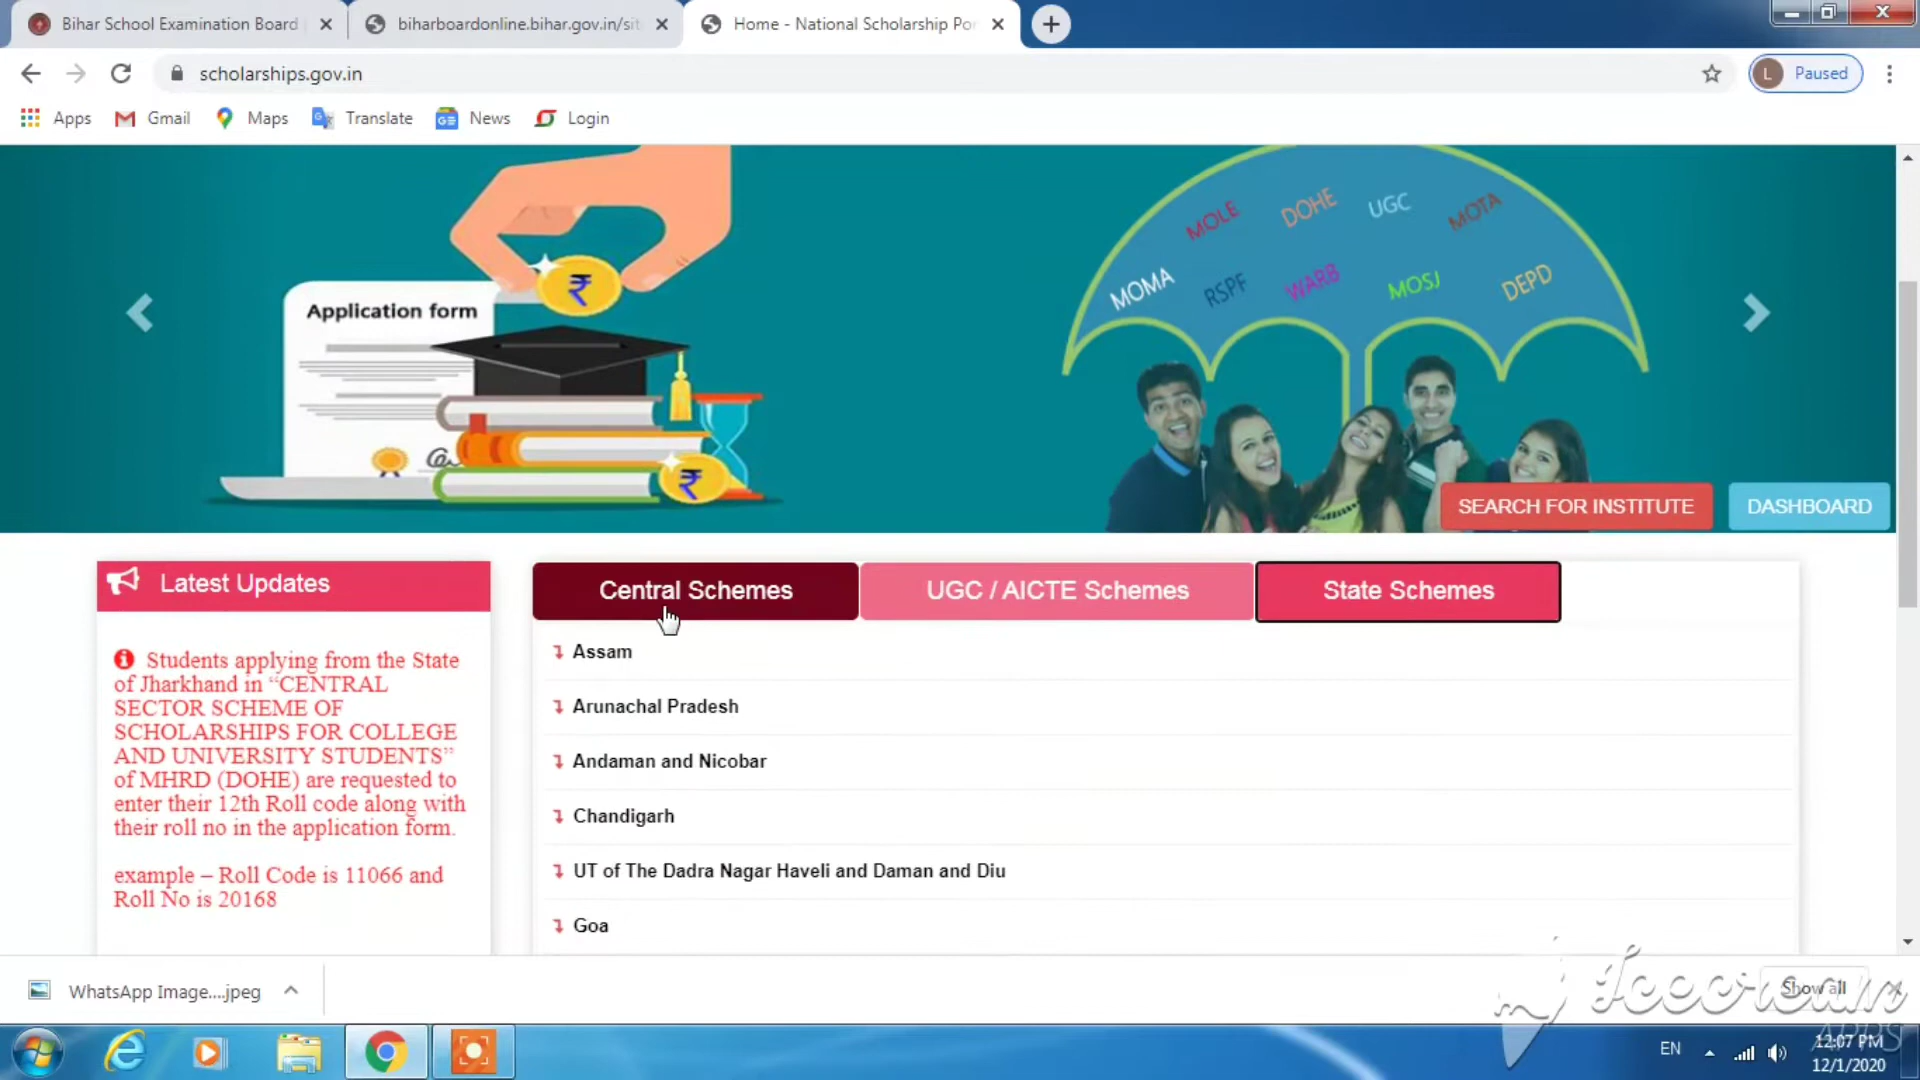 Bihar School Examination Board
biharboardonline.bihar.gov.in/sit
Home - National Scholarship Por
scholarships.gov.in
L Paused
Apps Gmail Maps Translate News Login
Application form
MOLE DOHE UGC MOTA
MOMA RSPF WARB MOSJ DEPD
SEARCH FOR INSTITUTE DASHBOARD
Latest Updates
Central Schemes UGC / AICTE Schemes State Schemes
Students applying from the State
of Jharkhand in “CENTRAL
SECTOR SCHEME OF
SCHOLARSHIPS FOR COLLEGE
AND UNIVERSITY STUDENTS”
of MHRD (DOHE) are requested to
enter their 12th Roll code along with
their roll no in the application form.
example – Roll Code is 11066 and
Roll No is 20168
Assam
Arunachal Pradesh
Andaman and Nicobar
Chandigarh
UT of The Dadra Nagar Haveli and Daman and Diu
Goa
WhatsApp Image....jpeg
Show all
Icecream
APPS
EN
12:07 PM
12/1/2020